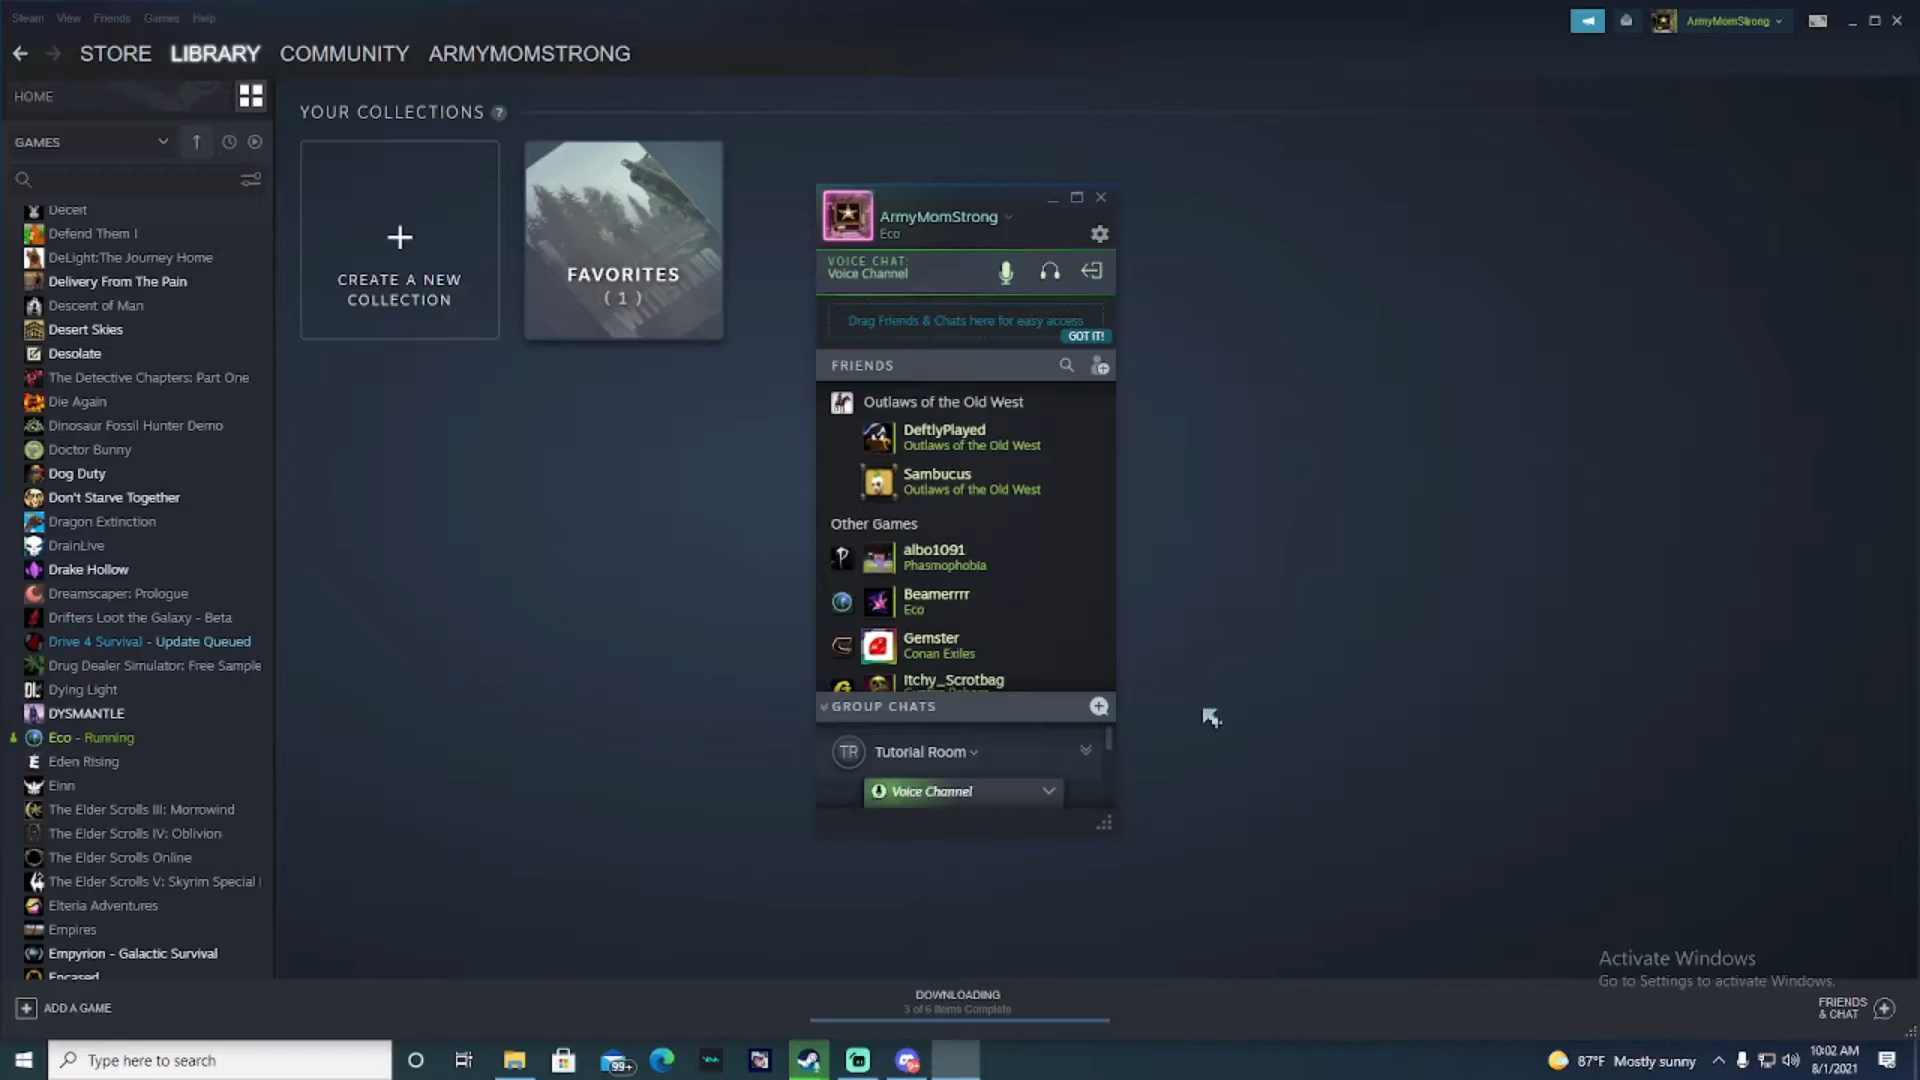 Steam View Friends Games Help
ArmyMomStrong
STORE LIBRARY COMMUNITY ARMYMOMSTRONG
HOME
YOUR COLLECTIONS ?
GAMES
CREATE A NEW
COLLECTION
FAVORITES
( 1 )
Deceit
Defend Them I
DeLight:The Journey Home
Delivery From The Pain
Descent of Man
Desert Skies
Desolate
The Detective Chapters: Part One
Die Again
Dinosaur Fossil Hunter Demo
Doctor Bunny
Dog Duty
Don't Starve Together
Dragon Extinction
DrainLive
Drake Hollow
Dreamscaper: Prologue
Drifters Loot the Galaxy - Beta
Drive 4 Survival - Update Queued
Drug Dealer Simulator: Free Sample
Dying Light
DYSMANTLE
Eco - Running
Eden Rising
Einn
The Elder Scrolls III: Morrowind
The Elder Scrolls IV: Oblivion
The Elder Scrolls Online
The Elder Scrolls V: Skyrim Special
Elteria Adventures
Empires
Empyrion - Galactic Survival
Encased
ArmyMomStrong
Eco
VOICE CHAT:
Voice Channel
Drag Friends & Chats here for easy access
GOT IT!
FRIENDS
Outlaws of the Old West
DeftlyPlayed
Outlaws of the Old West
Sambucus
Outlaws of the Old West
Other Games
albo1091
Phasmophobia
Beamerrrr
Eco
Gemster
Conan Exiles
Itchy_Scrotbag
GROUP CHATS
TR Tutorial Room
Voice Channel
Activate Windows
Go to Settings to activate Windows.
ADD A GAME
DOWNLOADING
3 of 6 Items Complete
FRIENDS
& CHAT
Type here to search
99+
87°F Mostly sunny
10:02 AM
8/1/2021